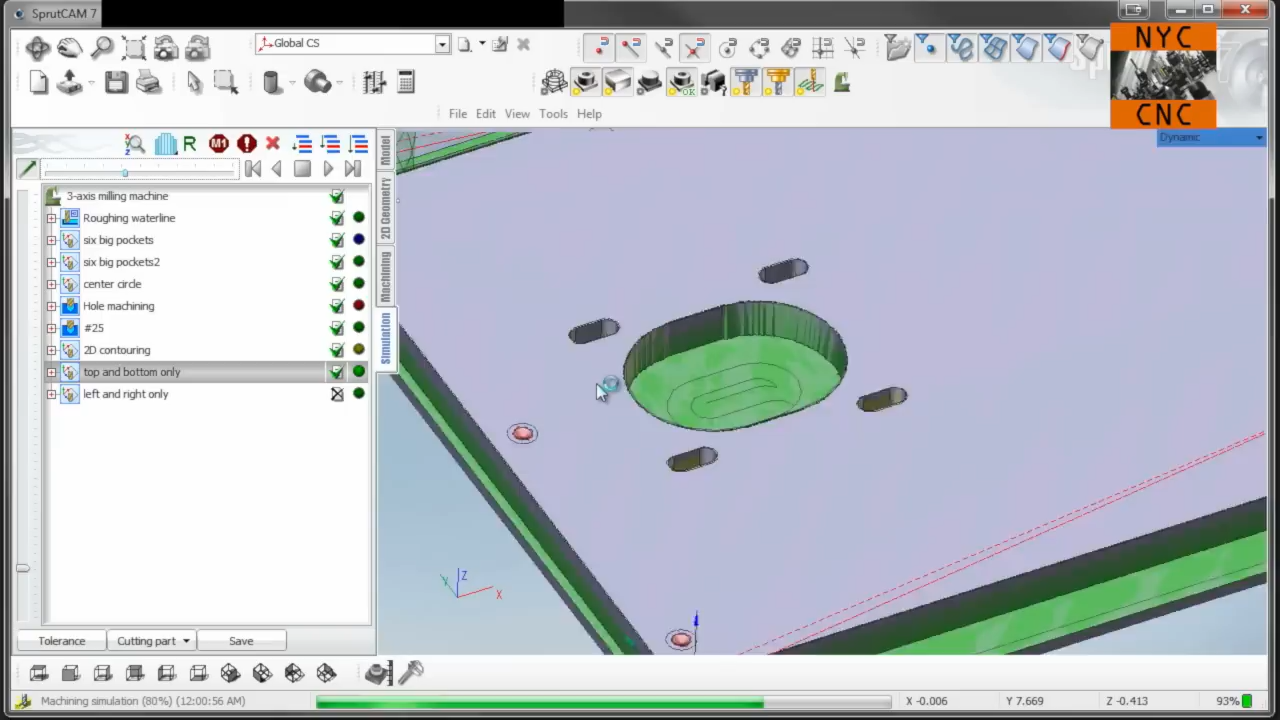 SprutCAM 7
Global CS
NYC
CNC
File Edit View Tools Help
Dynamic
X
Z
R
M1
OK
Model
2D Geometry
Machining
Simulation
3-axis milling machine
Roughing waterline
six big pockets
six big pockets2
center circle
Hole machining
#25
2D contouring
top and bottom only
left and right only
Z
Y
X
Tolerance Cutting part Save
Machining simulation (80%) (12:00:56 AM) X -0.006 Y 7.669 Z -0.413 93%